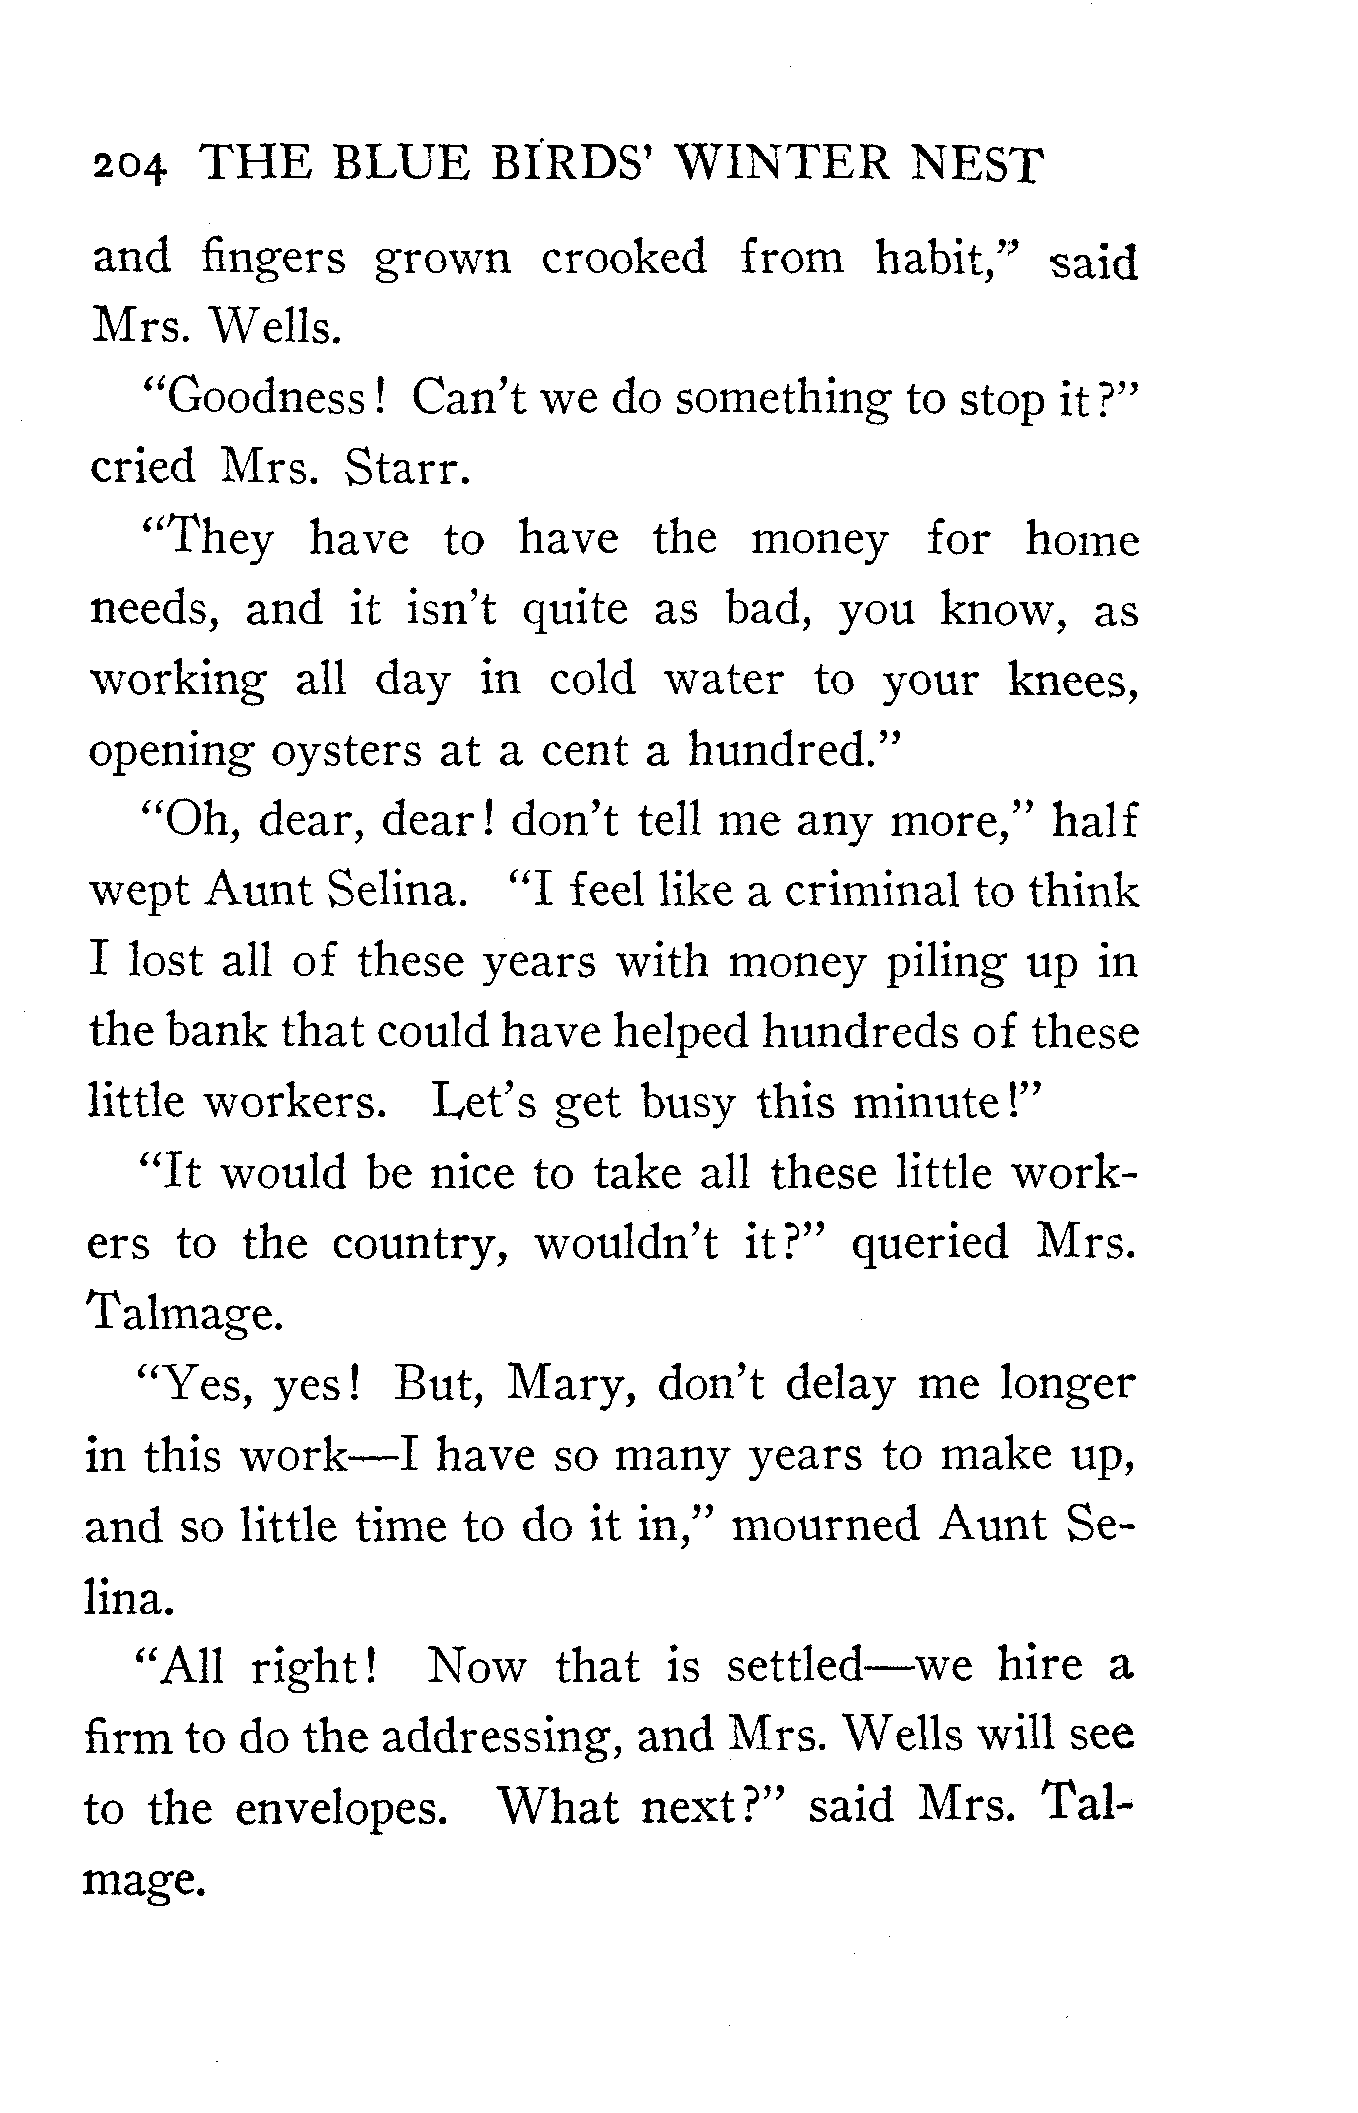 204 THE BLUE BIRDS' WINTER NEST
and fingers grown crooked from habit," said
Mrs. Wells.
"Goodness! Can't we do something to stop it?"
cried Mrs. Starr.
"They have to have the money for home
needs, and it isn't quite as bad, you know, as
working all day in cold water to your knees,
opening oysters at a cent a hundred."
"Oh, dear, dear! don't tell me any more," half
wept Aunt Selina. "I feel like a criminal to think
I lost all of these years with money piling up in
the bank that could have helped hundreds of these
little workers. Let's get busy this minute!"
"It would be nice to take all these little work-
ers to the country, wouldn't it?" queried Mrs.
Talmage.
"Yes, yes! But, Mary, don't delay me longer
in this work—I have so many years to make up,
and so little time to do it in," mourned Aunt Se-
lina.
"All right! Now that is settled—we hire a
firm to do the addressing, and Mrs. Wells will see
to the envelopes. What next?" said Mrs. Tal-
mage.